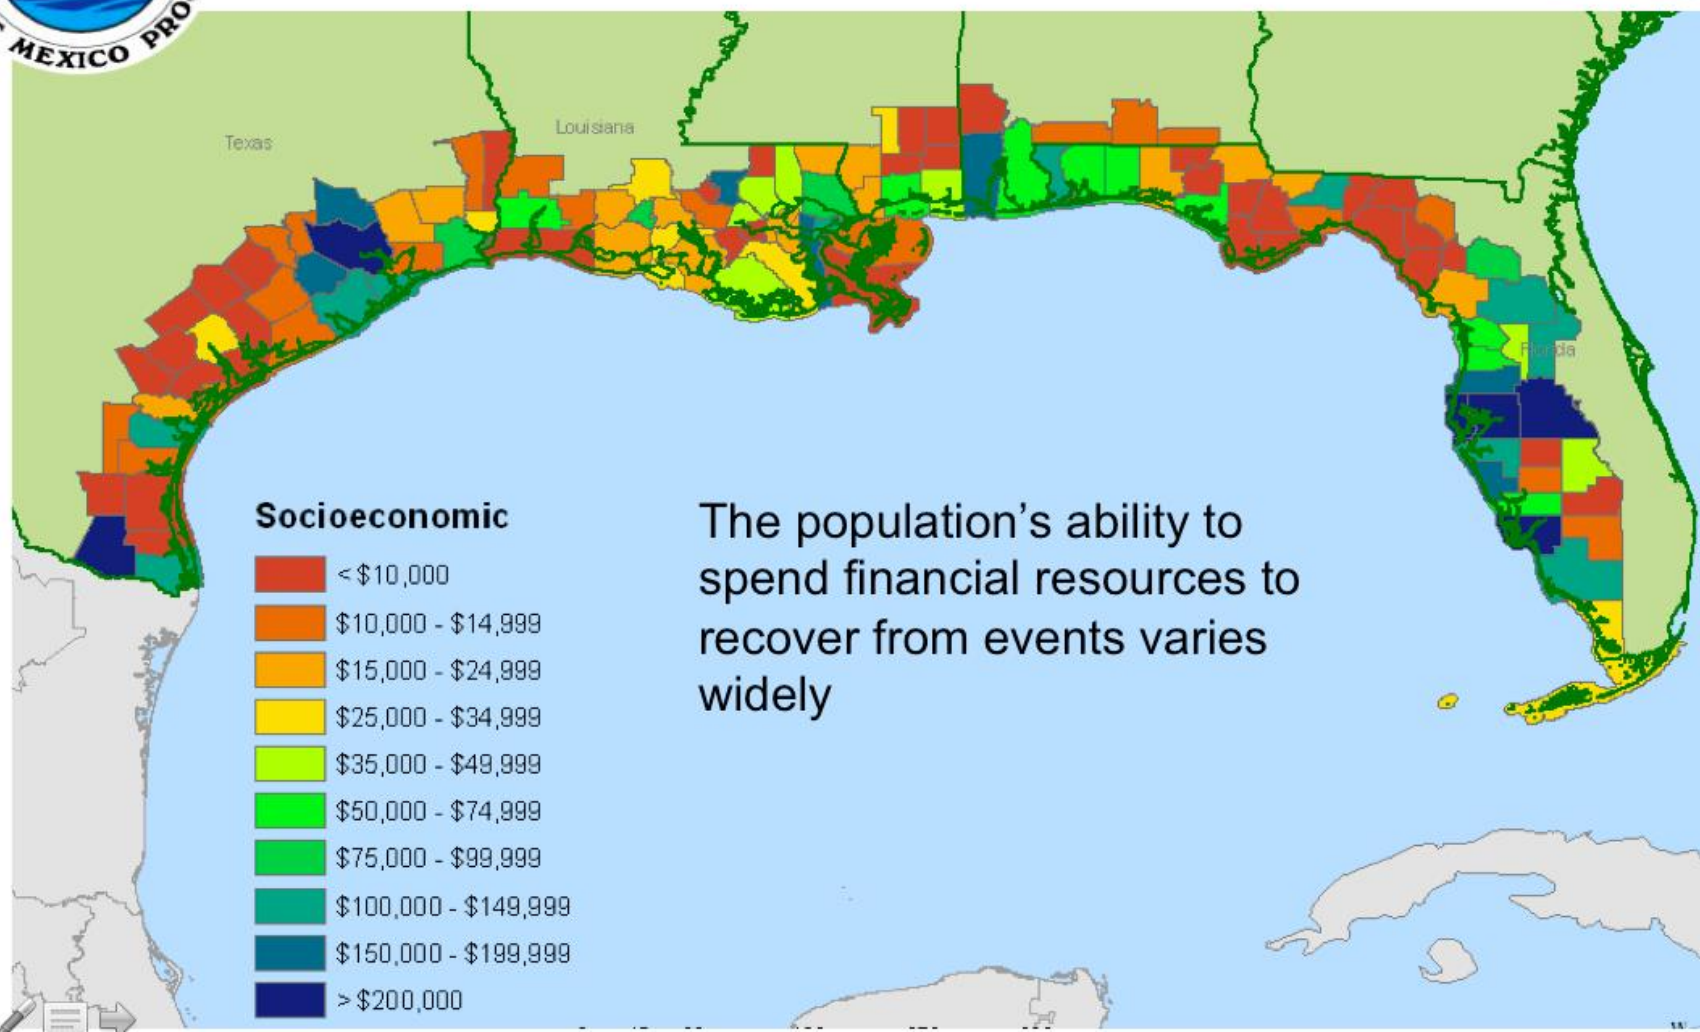 MEXICO PRO
Texas
Louisiana
Florida
Socioeconomic
< $10,000
$10,000 - $14,999
$15,000 - $24,999
$25,000 - $34,999
$35,000 - $49,999
$50,000 - $74,999
$75,000 - $99,999
$100,000 - $149,999
$150,000 - $199,999
> $200,000
The population’s ability to
spend financial resources to
recover from events varies
widely